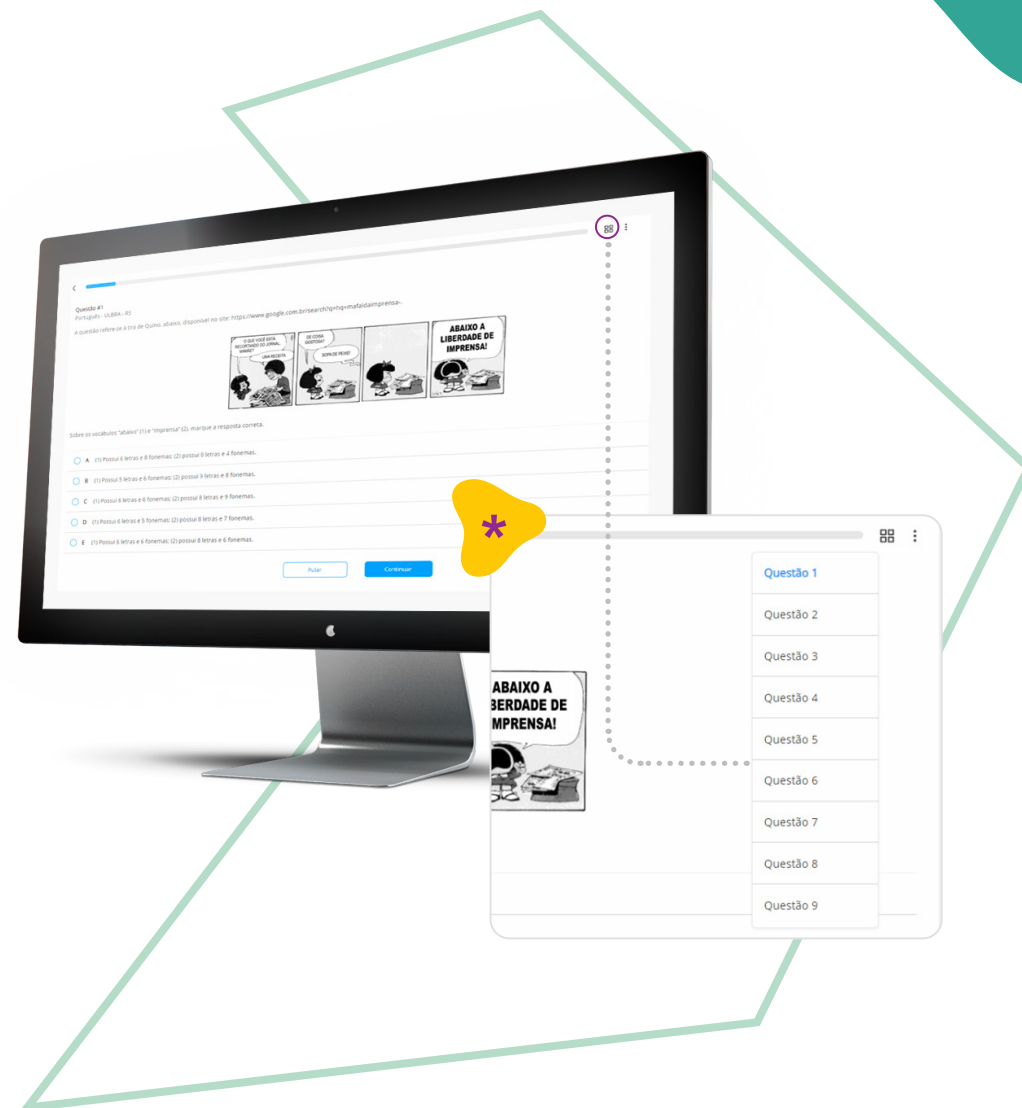 Questão #1
Português - ULBRA - RS
A questão refere-se à tira de Quino, abaixo, disponível no site: https://www.google.com.br/search?q=hq+mafaldaimprensa-.
O QUE VOCÊ ESTÁ
RECORTANDO DO JORNAL,
MAMÃE?
UMA RECEITA
DE COISA
GOSTOSA?
SOPA DE PEIXE!
ABAIXO A
LIBERDADE DE
IMPRENSA!
Sobre os vocábulos "abaixo" (1) e "imprensa" (2), marque a resposta correta.
A (1) Possui 6 letras e 8 fonemas; (2) possui 8 letras e 4 fonemas.
B (1) Possui 5 letras e 6 fonemas; (2) possui 9 letras e 8 fonemas.
C (1) Possui 6 letras e 6 fonemas; (2) possui 8 letras e 9 fonemas.
D (1) Possui 6 letras e 5 fonemas; (2) possui 8 letras e 7 fonemas.
E (1) Possui 6 letras e 6 fonemas; (2) possui 8 letras e 6 fonemas.
Pular
Continuar
*
Questão 1
Questão 2
Questão 3
Questão 4
Questão 5
Questão 6
Questão 7
Questão 8
Questão 9
ABAIXO A
BERDADE DE
MPRENSA!